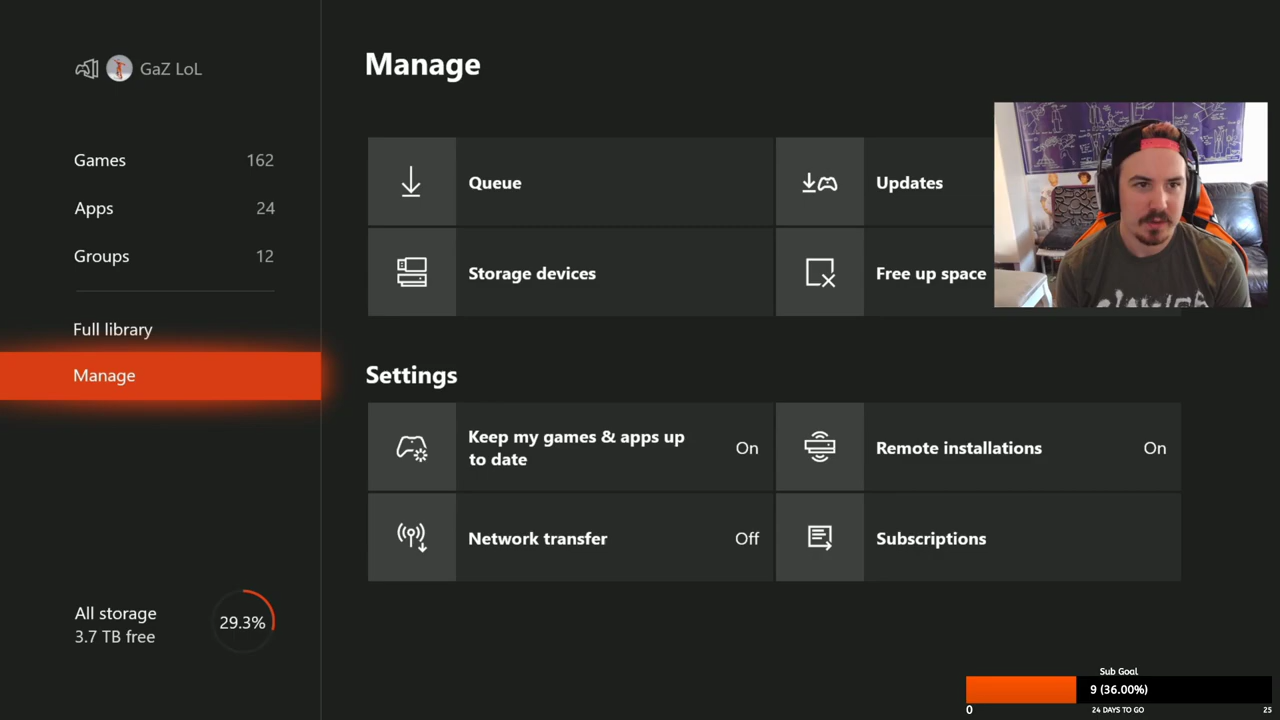 GaZ LoL
Games 162
Apps 24
Groups 12
Full library
Manage
All storage
3.7 TB free
29.3%
Manage
Queue
Updates
Storage devices
Free up space
Settings
Keep my games & apps up
to date
On
Remote installations On
Network transfer Off
Subscriptions
Sub Goal
9 (36.00%)
0 24 DAYS TO GO 25